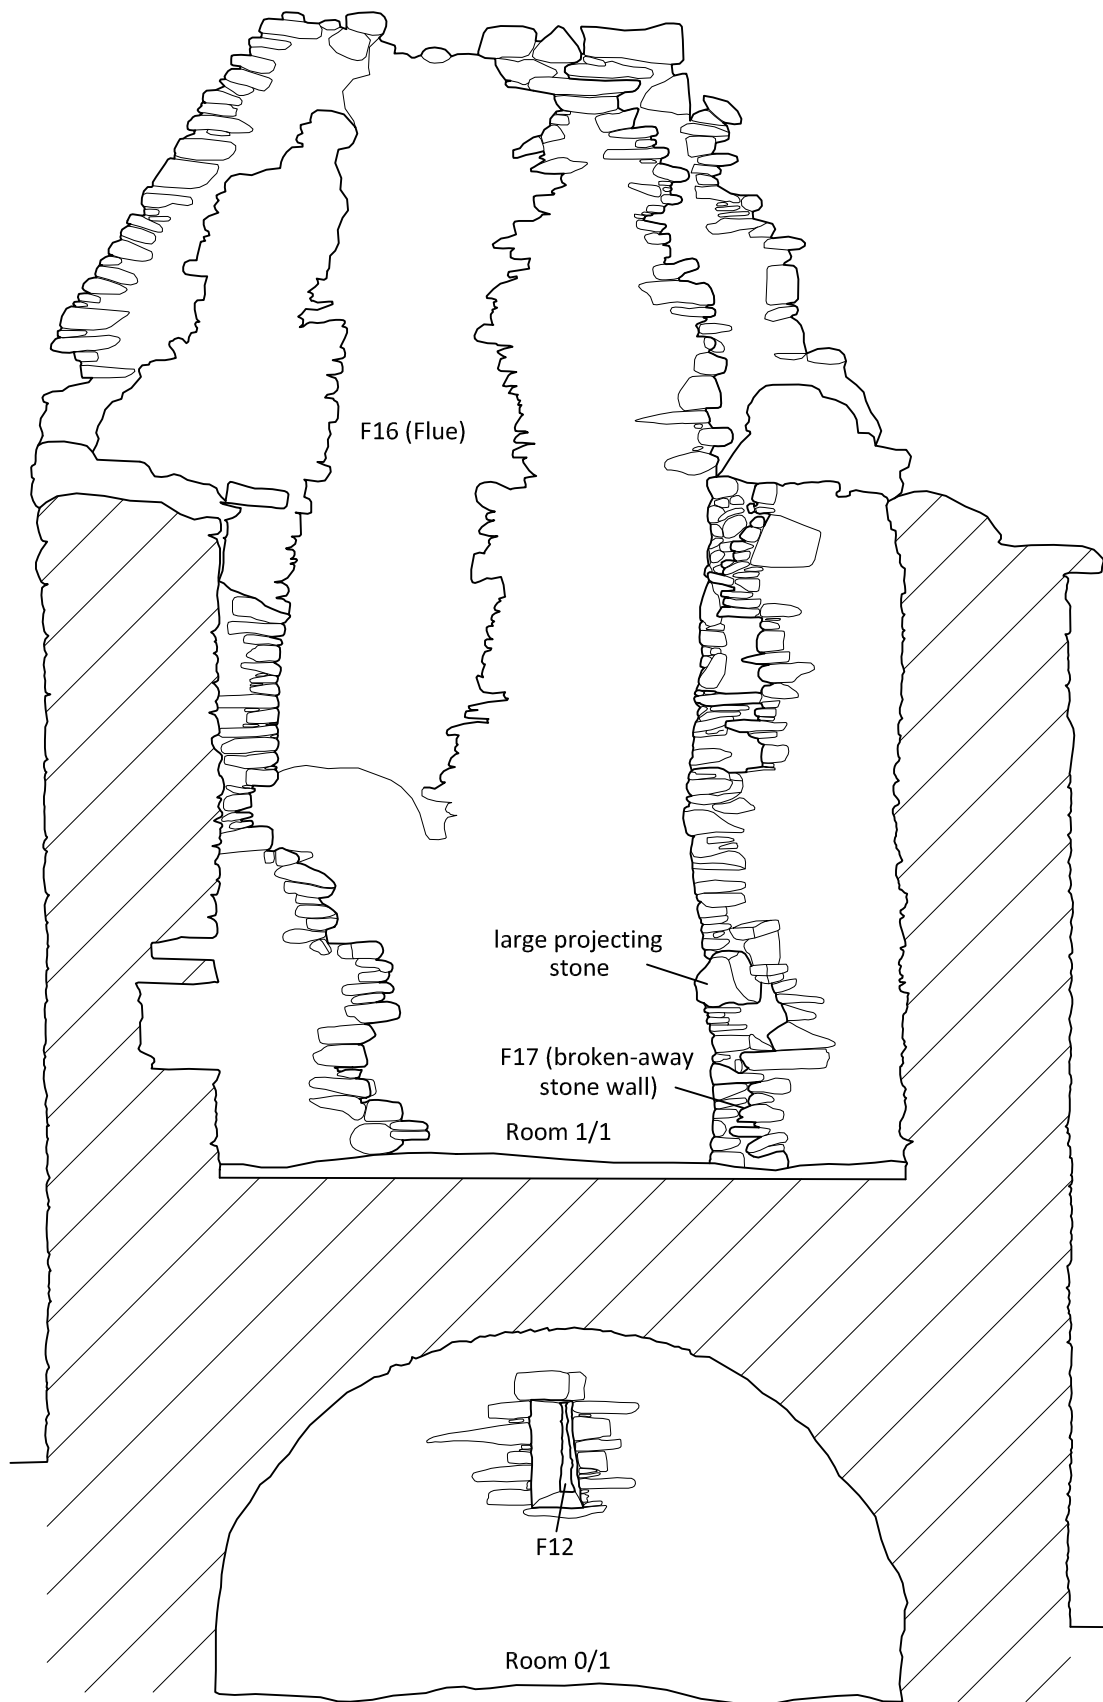 F16 (Flue)
large projecting
stone
F17 (broken-away
stone wall)
Room 1/1
F12
Room 0/1